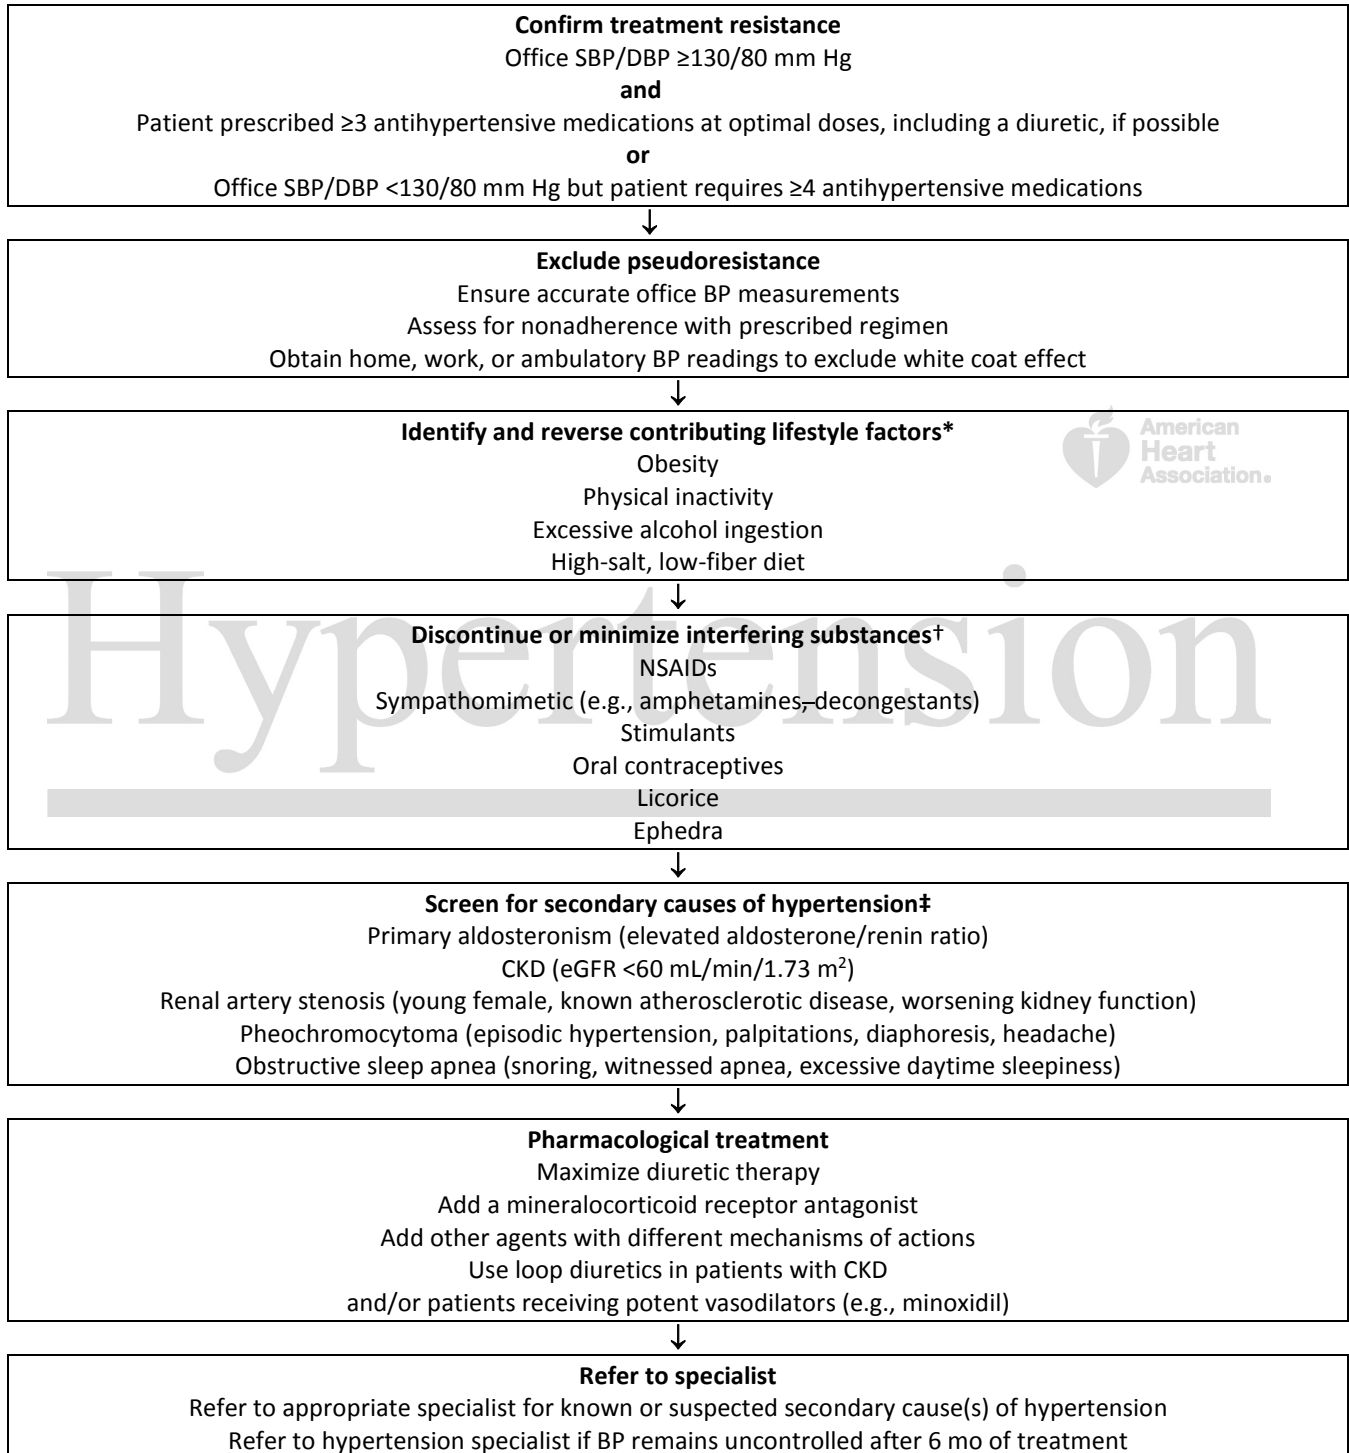 Confirm treatment resistance
Office SBP/DBP ≥130/80 mm Hg
and
Patient prescribed ≥3 antihypertensive medications at optimal doses, including a diuretic, if possible
or
Office SBP/DBP <130/80 mm Hg but patient requires ≥4 antihypertensive medications
↓
Exclude pseudoresistance
Ensure accurate office BP measurements
Assess for nonadherence with prescribed regimen
Obtain home, work, or ambulatory BP readings to exclude white coat effect
↓
Identify and reverse contributing lifestyle factors*
Obesity
Physical inactivity
Excessive alcohol ingestion
High-salt, low-fiber diet
American
Heart
Association®
↓
Hypertension
Discontinue or minimize interfering substances†
NSAIDs
Sympathomimetic (e.g., amphetamines, decongestants)
Stimulants
Oral contraceptives
Licorice
Ephedra
↓
Screen for secondary causes of hypertension‡
Primary aldosteronism (elevated aldosterone/renin ratio)
CKD (eGFR <60 mL/min/1.73 m²)
Renal artery stenosis (young female, known atherosclerotic disease, worsening kidney function)
Pheochromocytoma (episodic hypertension, palpitations, diaphoresis, headache)
Obstructive sleep apnea (snoring, witnessed apnea, excessive daytime sleepiness)
↓
Pharmacological treatment
Maximize diuretic therapy
Add a mineralocorticoid receptor antagonist
Add other agents with different mechanisms of actions
Use loop diuretics in patients with CKD
and/or patients receiving potent vasodilators (e.g., minoxidil)
↓
Refer to specialist
Refer to appropriate specialist for known or suspected secondary cause(s) of hypertension
Refer to hypertension specialist if BP remains uncontrolled after 6 mo of treatment